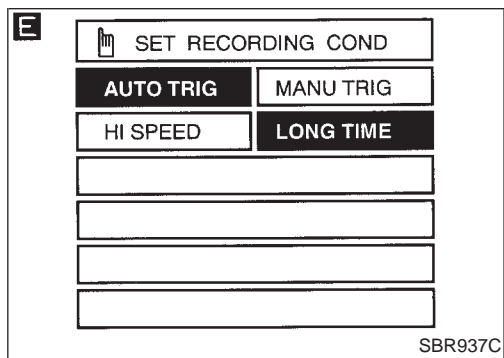 E
SET RECORDING COND
AUTO TRIG MANU TRIG
HI SPEED LONG TIME
SBR937C